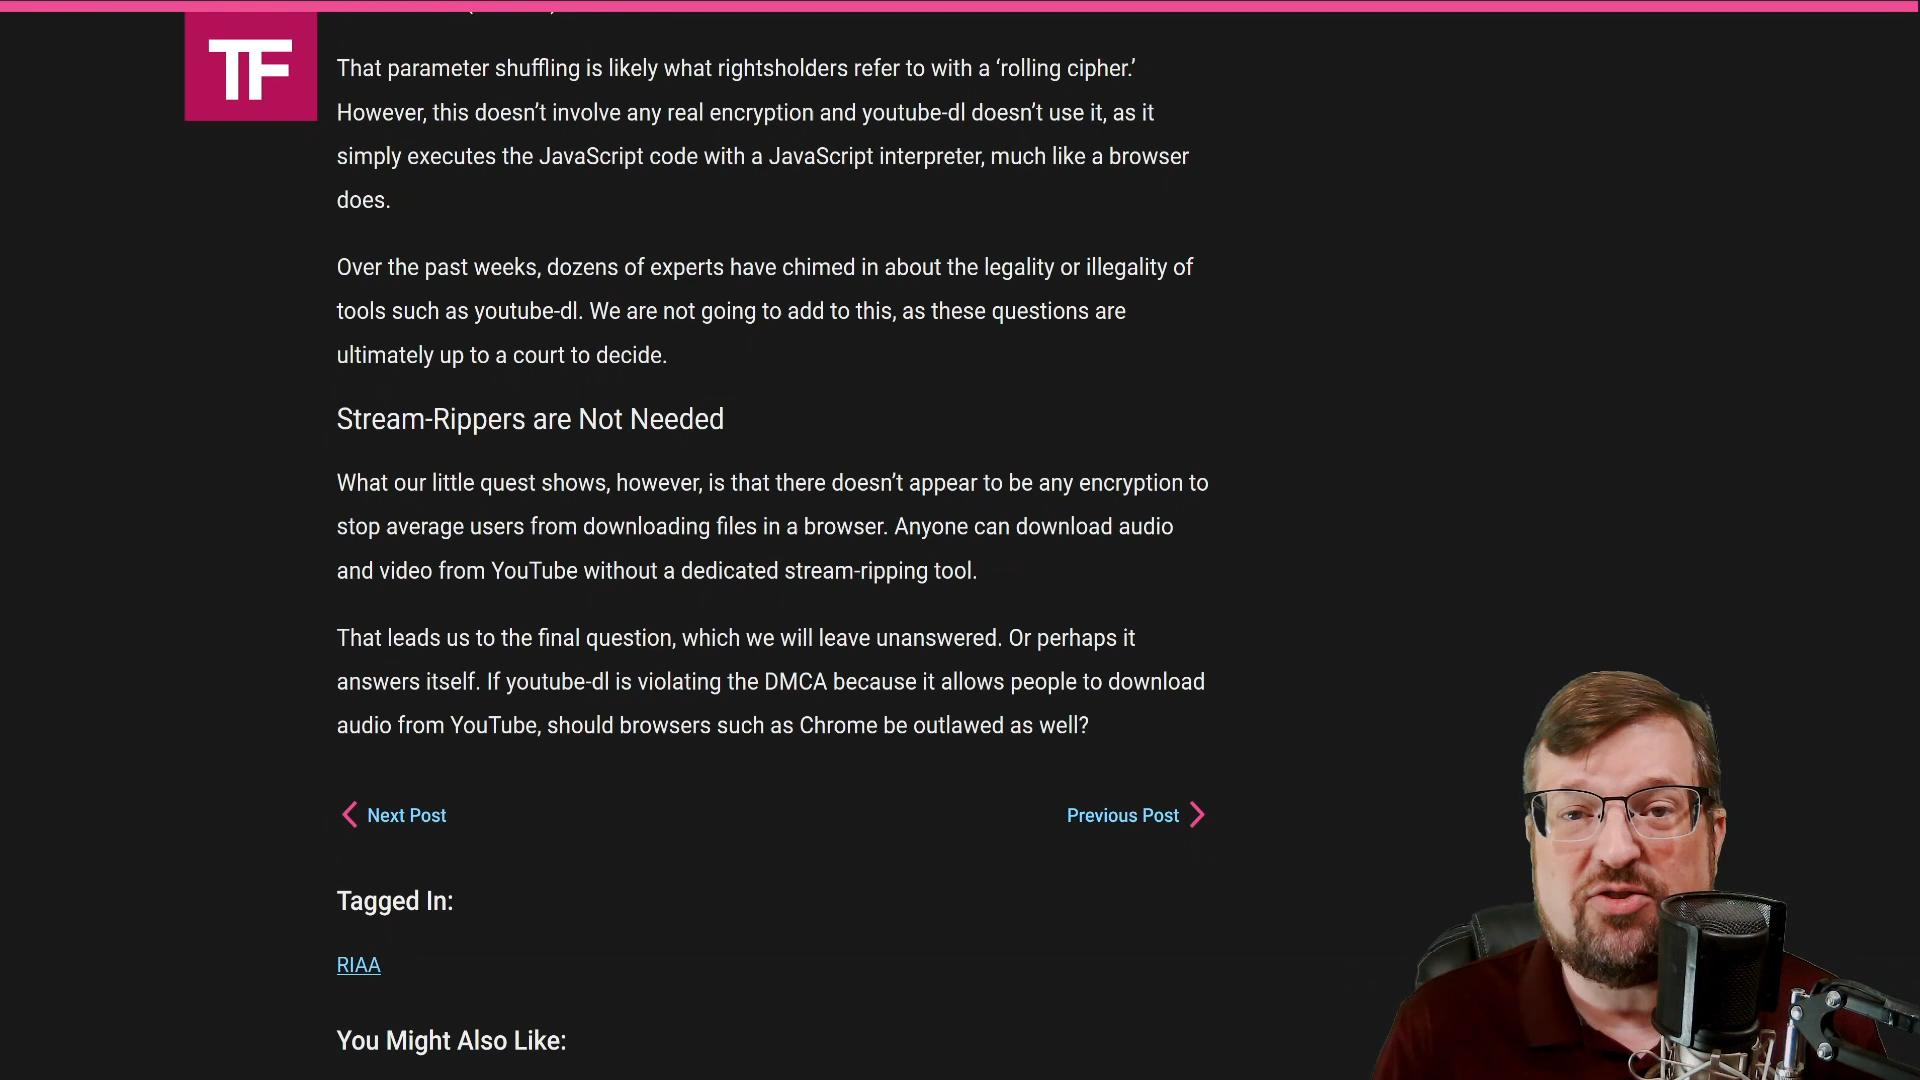 TF
That parameter shuffling is likely what rightsholders refer to with a ‘rolling cipher.’
However, this doesn’t involve any real encryption and youtube-dl doesn’t use it, as it
simply executes the JavaScript code with a JavaScript interpreter, much like a browser
does.
Over the past weeks, dozens of experts have chimed in about the legality or illegality of
tools such as youtube-dl. We are not going to add to this, as these questions are
ultimately up to a court to decide.
Stream-Rippers are Not Needed
What our little quest shows, however, is that there doesn’t appear to be any encryption to
stop average users from downloading files in a browser. Anyone can download audio
and video from YouTube without a dedicated stream-ripping tool.
That leads us to the final question, which we will leave unanswered. Or perhaps it
answers itself. If youtube-dl is violating the DMCA because it allows people to download
audio from YouTube, should browsers such as Chrome be outlawed as well?
Next Post
Previous Post
Tagged In:
RIAA
You Might Also Like: